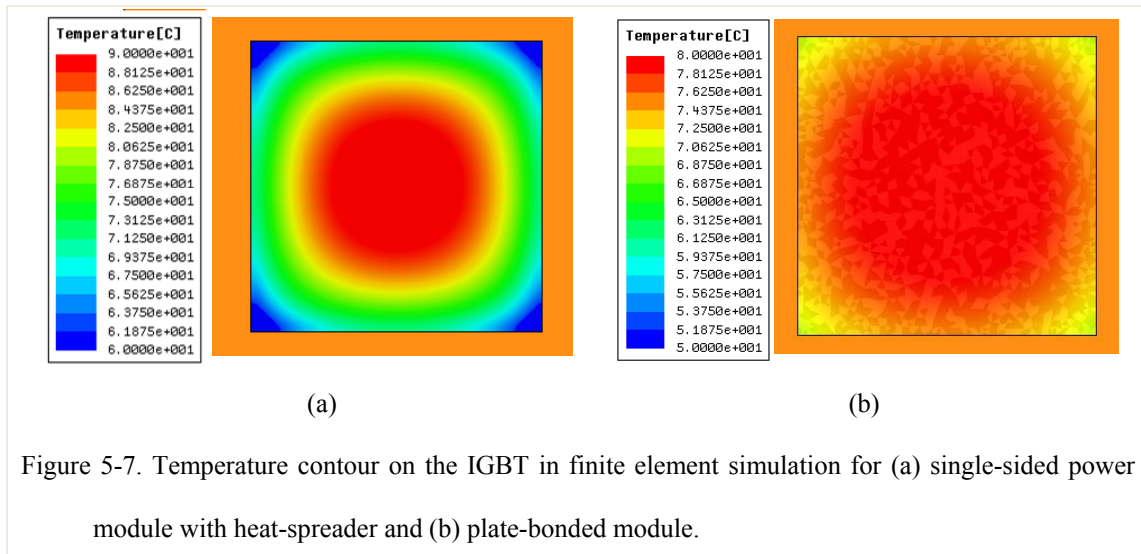 Temperature[C]
9.0000e+001
8.8125e+001
8.6250e+001
8.4375e+001
8.2500e+001
8.0625e+001
7.8750e+001
7.6875e+001
7.5000e+001
7.3125e+001
7.1250e+001
6.9375e+001
6.7500e+001
6.5625e+001
6.3750e+001
6.1875e+001
6.0000e+001
(a)
Temperature[C]
8.0000e+001
7.8125e+001
7.6250e+001
7.4375e+001
7.2500e+001
7.0625e+001
6.8750e+001
6.6875e+001
6.5000e+001
6.3125e+001
6.1250e+001
5.9375e+001
5.7500e+001
5.5625e+001
5.3750e+001
5.1875e+001
5.0000e+001
(b)
Figure 5-7. Temperature contour on the IGBT in finite element simulation for (a) single-sided power
module with heat-spreader and (b) plate-bonded module.